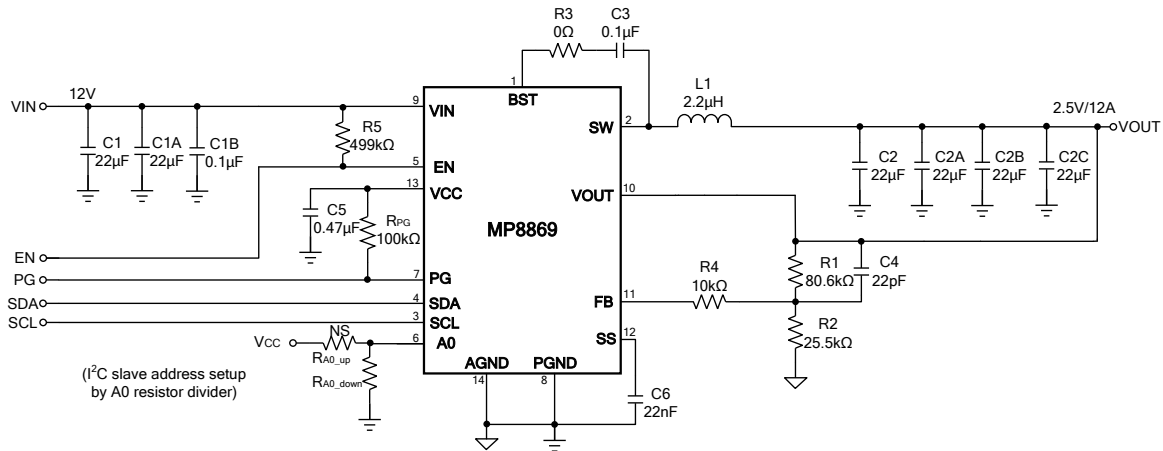 R3
0Ω
C3
0.1µF
1
BST
L1
2.2µH
VIN
12V
9
VIN
SW
2
2.5V/12A
VOUT
C1
22µF
C1A
22µF
C1B
0.1µF
R5
499kΩ
5
EN
C2
22µF
C2A
22µF
C2B
22µF
C2C
22µF
13
VCC
VOUT
10
C5
0.47µF
RPG
100kΩ
MP8869
EN
PG
7
PG
R4
10kΩ
R1
80.6kΩ
C4
22pF
SDA
4
SDA
FB
11
SCL
3
SCL
R2
25.5kΩ
VCC
NS
6
A0
SS
12
RA0_up
RA0_down
(I²C slave address setup
by A0 resistor divider)
AGND
14
PGND
8
C6
22nF